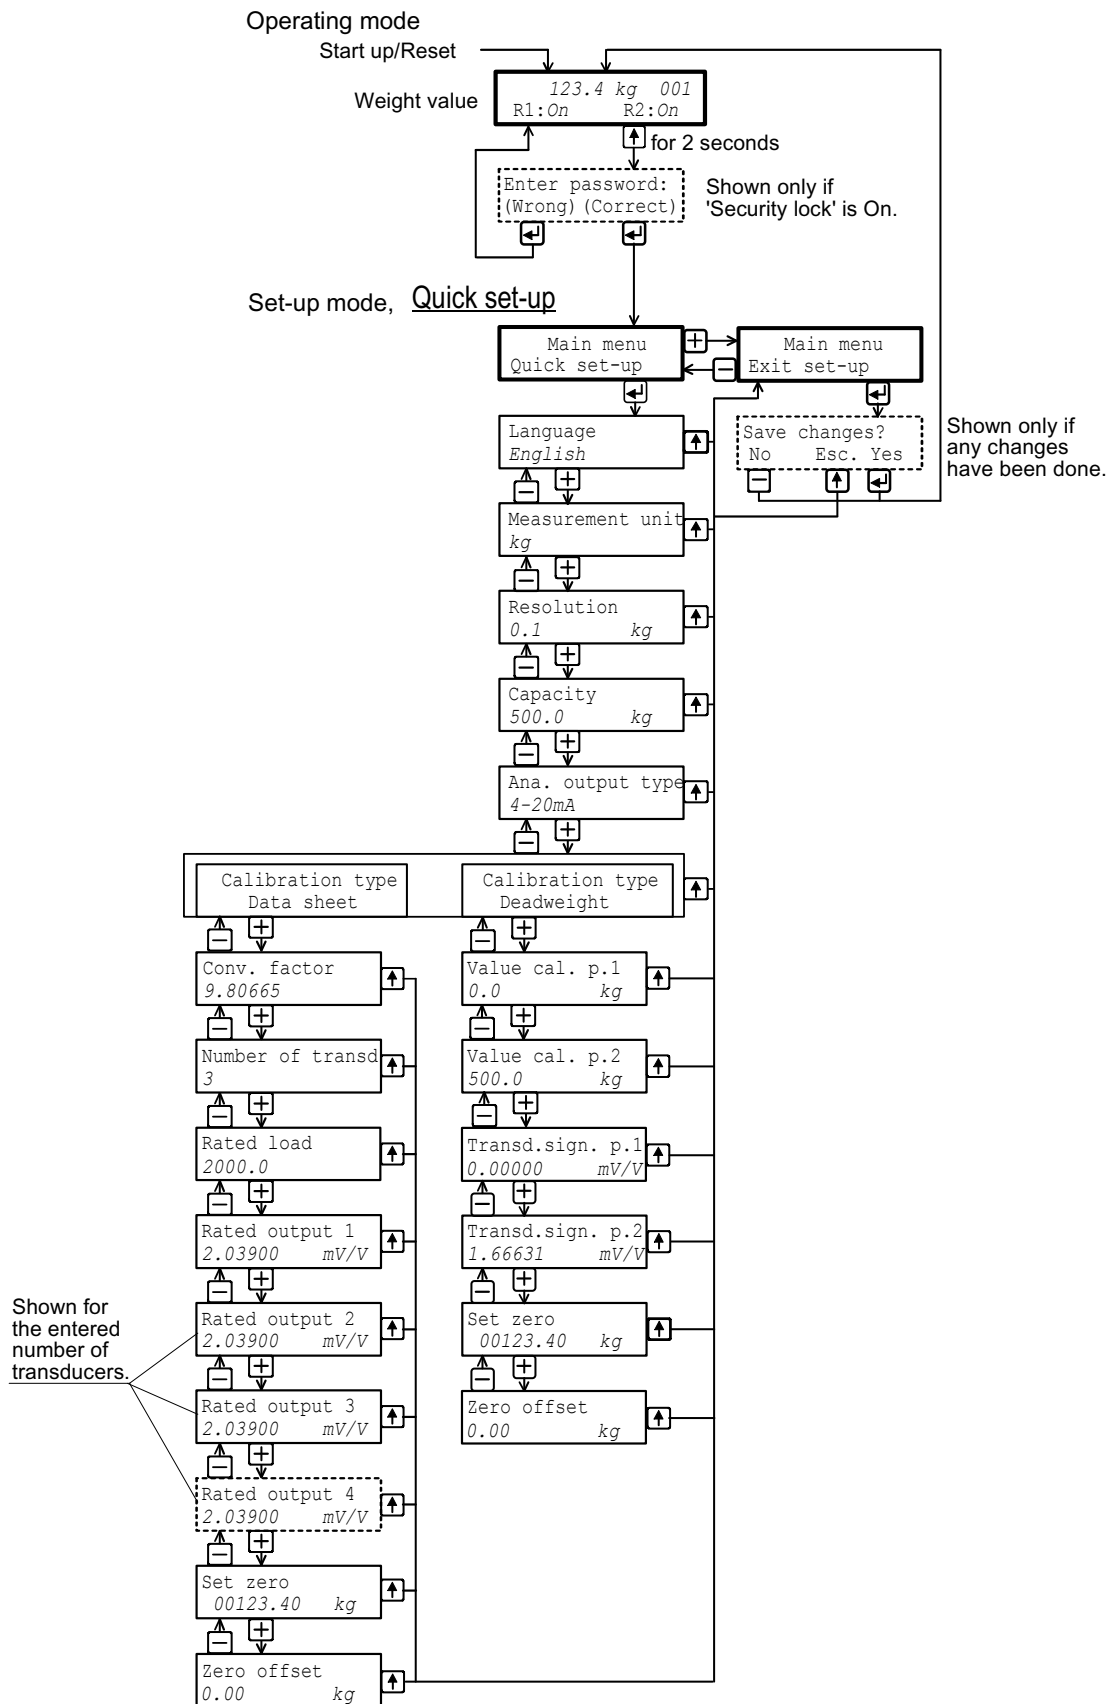 Operating mode
Start up/Reset
123.4 kg 001
R1:On R2:On
Weight value
for 2 seconds
Enter password:
(Wrong) (Correct)
Shown only if
'Security lock' is On.
Set-up mode, Quick set-up
Main menu
Quick set-up
Main menu
Exit set-up
Language
English
Save changes?
No Esc. Yes
Shown only if
any changes
have been done.
Measurement unit
kg
Resolution
0.1 kg
Capacity
500.0 kg
Ana. output type
4-20mA
Calibration type
Data sheet
Calibration type
Deadweight
Conv. factor
9.80665
Value cal. p.1
0.0 kg
Number of transd
3
Value cal. p.2
500.0 kg
Rated load
2000.0
Transd.sign. p.1
0.00000 mV/V
Rated output 1
2.03900 mV/V
Transd.sign. p.2
1.66631 mV/V
Shown for
the entered
number of
transducers.
Rated output 2
2.03900 mV/V
Set zero
00123.40 kg
Rated output 3
2.03900 mV/V
Zero offset
0.00 kg
Rated output 4
2.03900 mV/V
Set zero
00123.40 kg
Zero offset
0.00 kg